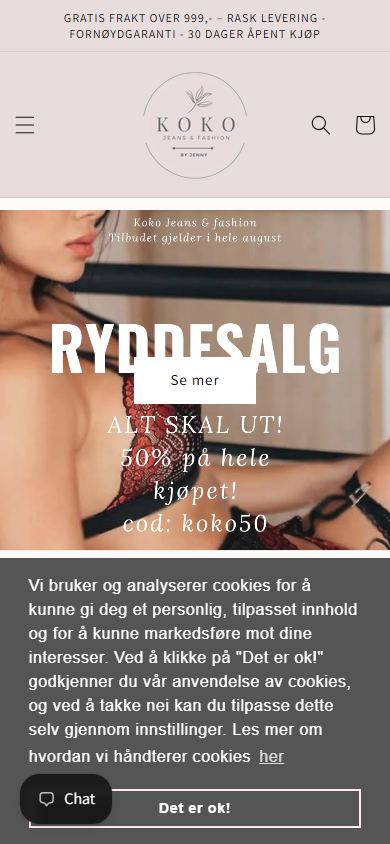 GRATIS FRAKT OVER 999,- – RASK LEVERING -
FORNØYDGARANTI - 30 DAGER ÅPENT KJØP
KOKO
JEANS & FASHION
BY JENNY
Koko Jeans & fashion
Tilbudet gjelder i hele august
RYDDESALG
Se mer
ALT SKAL UT!
50% på hele
kjøpet!
cod: koko50
Vi bruker og analyserer cookies for å
kunne gi deg et personlig, tilpasset innhold
og for å kunne markedsføre mot dine
interesser. Ved å klikke på "Det er ok!"
godkjenner du vår anvendelse av cookies,
og ved å takke nei kan du tilpasse dette
selv gjennom innstillinger. Les mer om
hvordan vi håndterer cookies her
Chat
Det er ok!